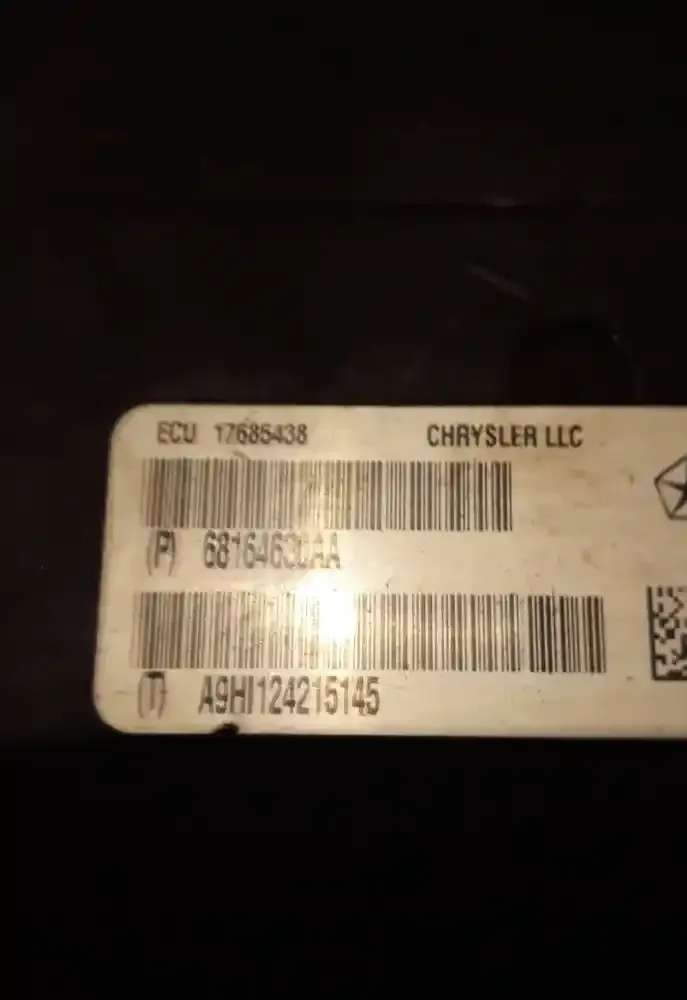 ECU 17685438 CHRYSLER LLC
(P) 68164630AA
(T) A9HI124215145